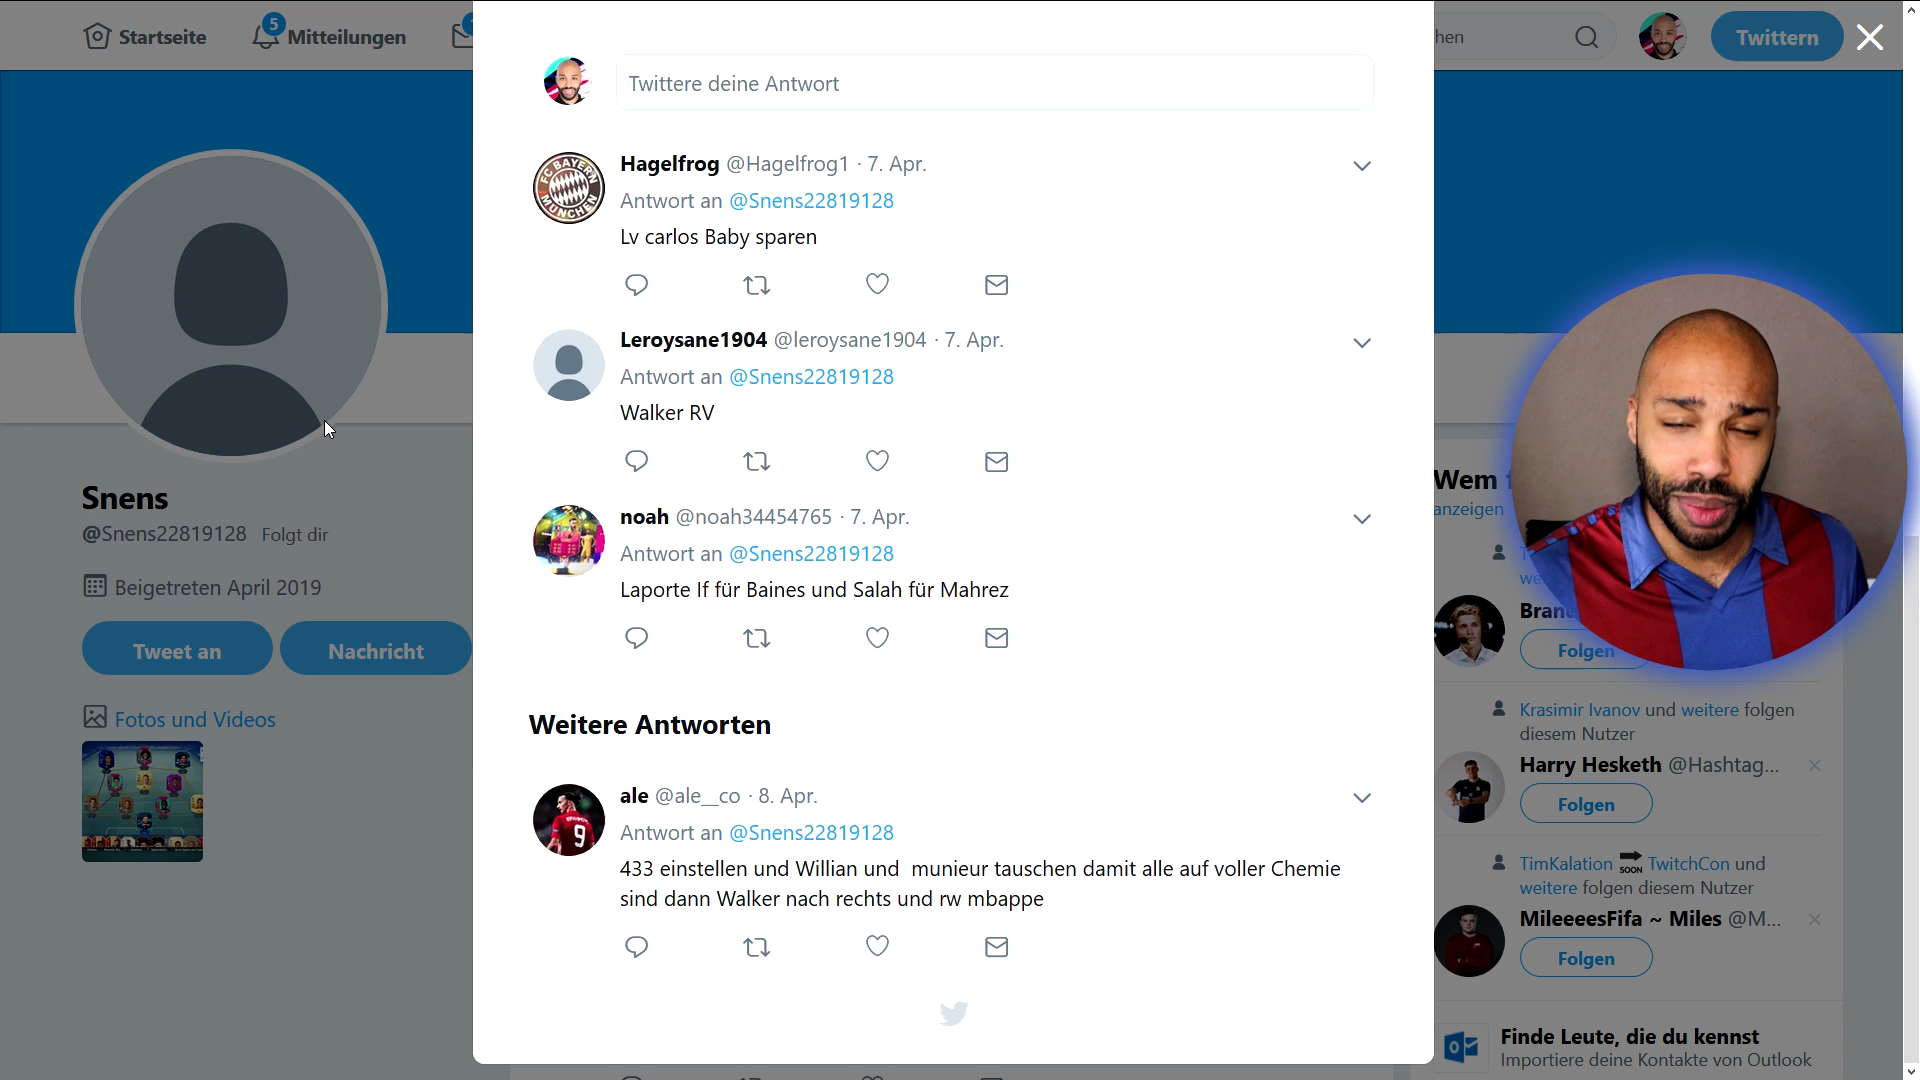 Startseite
5
Mitteilungen
hen
Twittern
Twittere deine Antwort
Hagelfrog @Hagelfrog1 · 7. Apr.
Antwort an @Snens22819128
Lv carlos Baby sparen
FC BAYERN
MÜNCHEN
Leroysane1904 @leroysane1904 · 7. Apr.
Antwort an @Snens22819128
Walker RV
noah @noah34454765 · 7. Apr.
Antwort an @Snens22819128
Laporte If für Baines und Salah für Mahrez
Weitere Antworten
ale @ale__co · 8. Apr.
Antwort an @Snens22819128
433 einstellen und Willian und  munieur tauschen damit alle auf voller Chemie
sind dann Walker nach rechts und rw mbappe
9
Snens
@Snens22819128 Folgt dir
Beigetreten April 2019
Tweet an
Nachricht
Fotos und Videos
Wem
anzeigen
Folgen
Krasimir Ivanov und weitere folgen
diesem Nutzer
Harry Hesketh @Hashtag...
Folgen
TimKalation SOON TwitchCon und
weitere folgen diesem Nutzer
MileeeesFifa ~ Miles @M...
Folgen
Finde Leute, die du kennst
Importiere deine Kontakte von Outlook